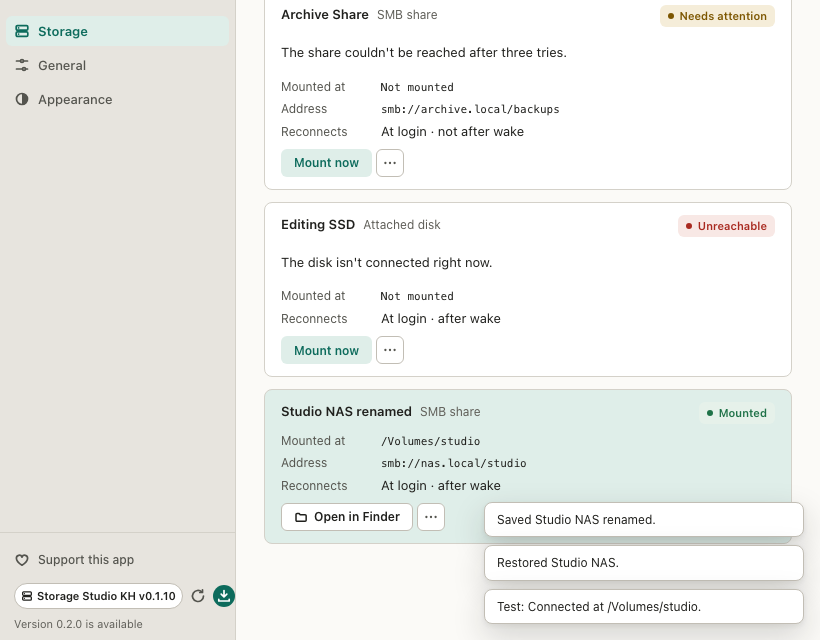 Storage
General
Appearance
Support this app
Storage Studio KH v0.1.10
Version 0.2.0 is available
Archive Share SMB share
Needs attention
The share couldn't be reached after three tries.
Mounted at Not mounted
Address smb://archive.local/backups
Reconnects At login · not after wake
Mount now ···
Editing SSD Attached disk
Unreachable
The disk isn't connected right now.
Mounted at Not mounted
Reconnects At login · after wake
Mount now ···
Studio NAS renamed SMB share
Mounted
Mounted at /Volumes/studio
Address smb://nas.local/studio
Reconnects At login · after wake
Open in Finder ···
Saved Studio NAS renamed.
Restored Studio NAS.
Test: Connected at /Volumes/studio.